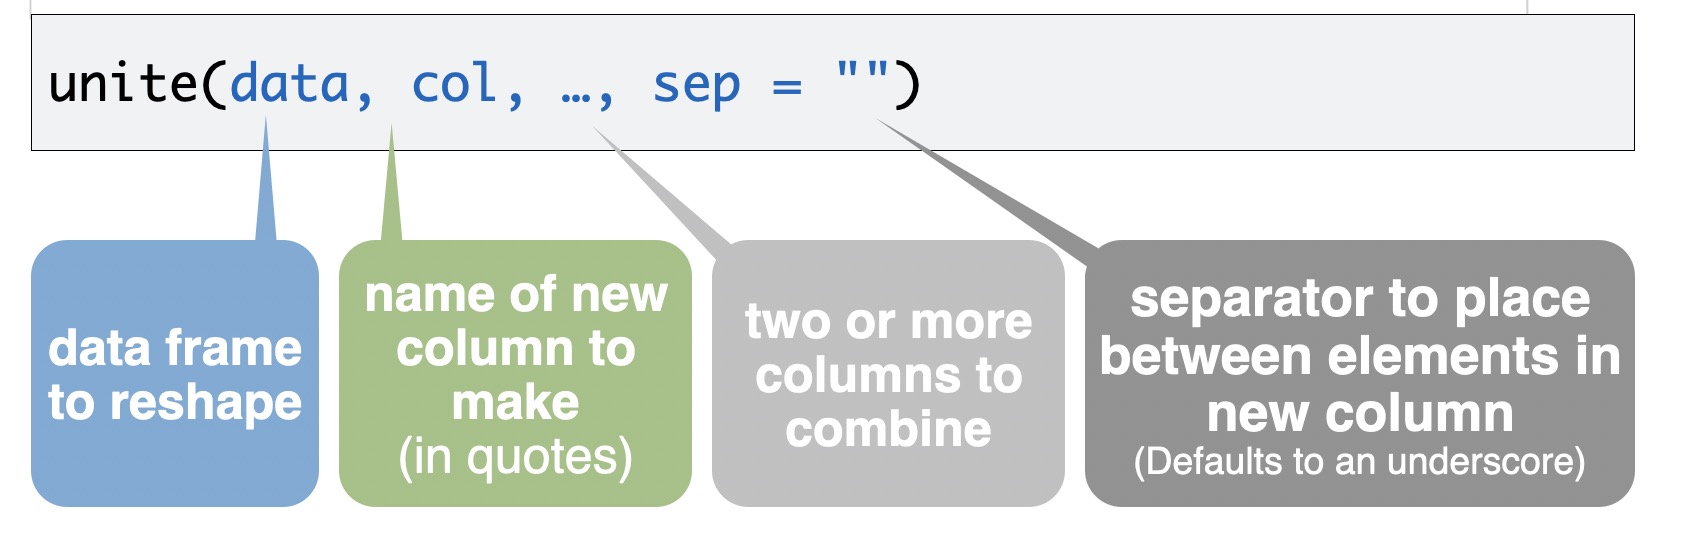 unite(data, col, …, sep = "")
data frame
to reshape
name of new
column to
make
(in quotes)
two or more
columns to
combine
separator to place
between elements in
new column
(Defaults to an underscore)